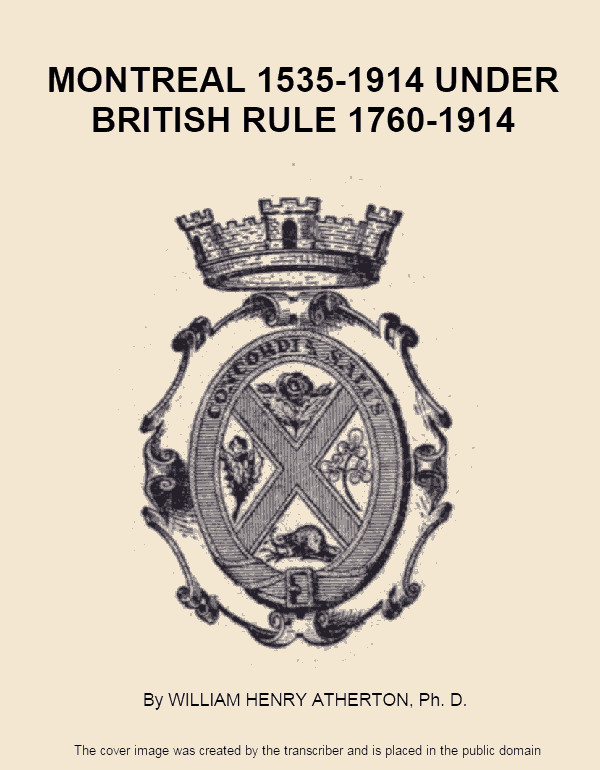 MONTREAL 1535-1914 UNDER
BRITISH RULE 1760-1914
CONCORDIA SALUS
By WILLIAM HENRY ATHERTON, Ph. D.
The cover image was created by the transcriber and is placed in the public domain